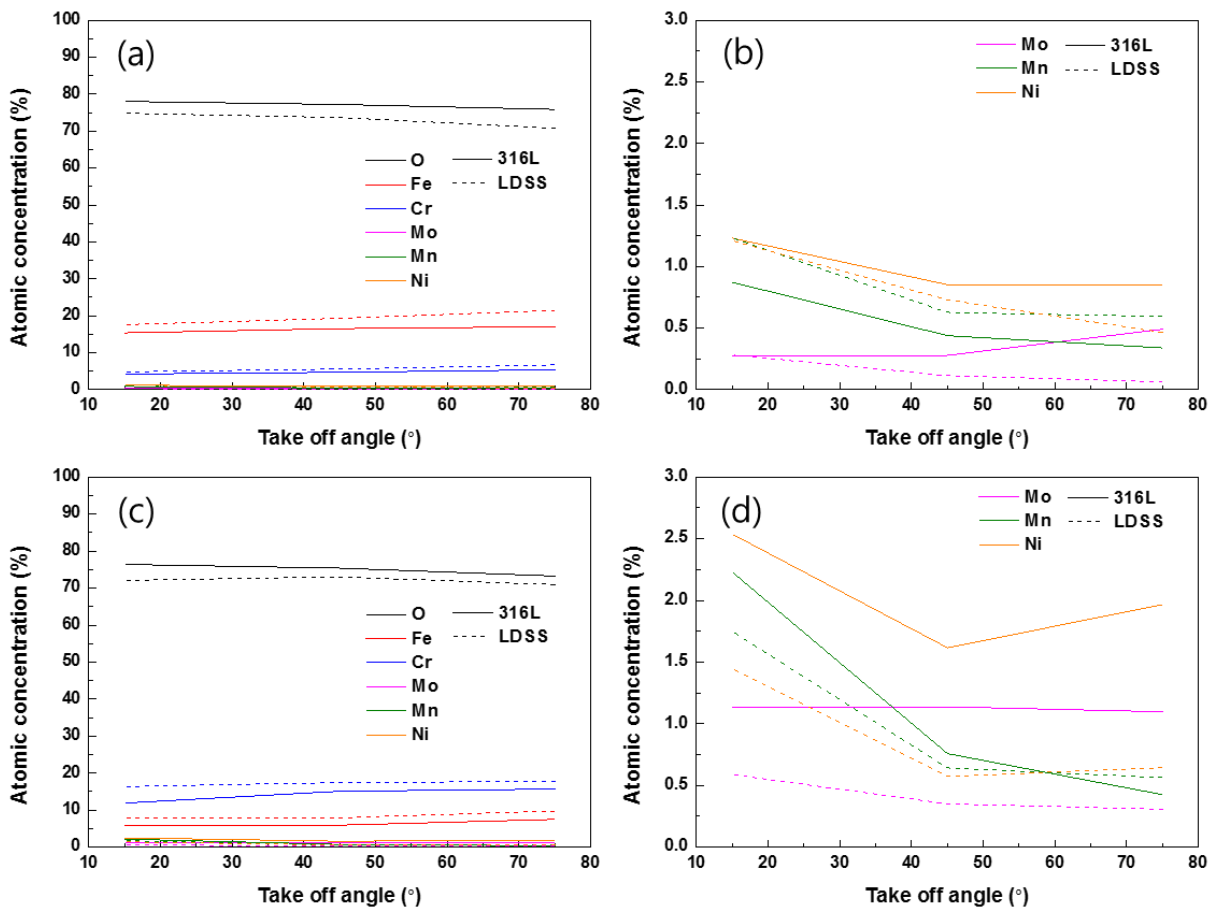 (a)
Atomic concentration (%)
100
90
80
70
60
50
40
30
20
10
0
O 316L
Fe LDSS
Cr
Mo
Mn
Ni
10 20 30 40 50 60 70 80
Take off angle (°)
(b)
Atomic concentration (%)
3.0
2.5
2.0
1.5
1.0
0.5
0.0
Mo 316L
Mn LDSS
Ni
10 20 30 40 50 60 70 80
Take off angle (°)
(c)
Atomic concentration (%)
100
90
80
70
60
50
40
30
20
10
0
O 316L
Fe LDSS
Cr
Mo
Mn
Ni
10 20 30 40 50 60 70 80
Take off angle (°)
(d)
Atomic concentration (%)
3.0
2.5
2.0
1.5
1.0
0.5
0.0
Mo 316L
Mn LDSS
Ni
10 20 30 40 50 60 70 80
Take off angle (°)